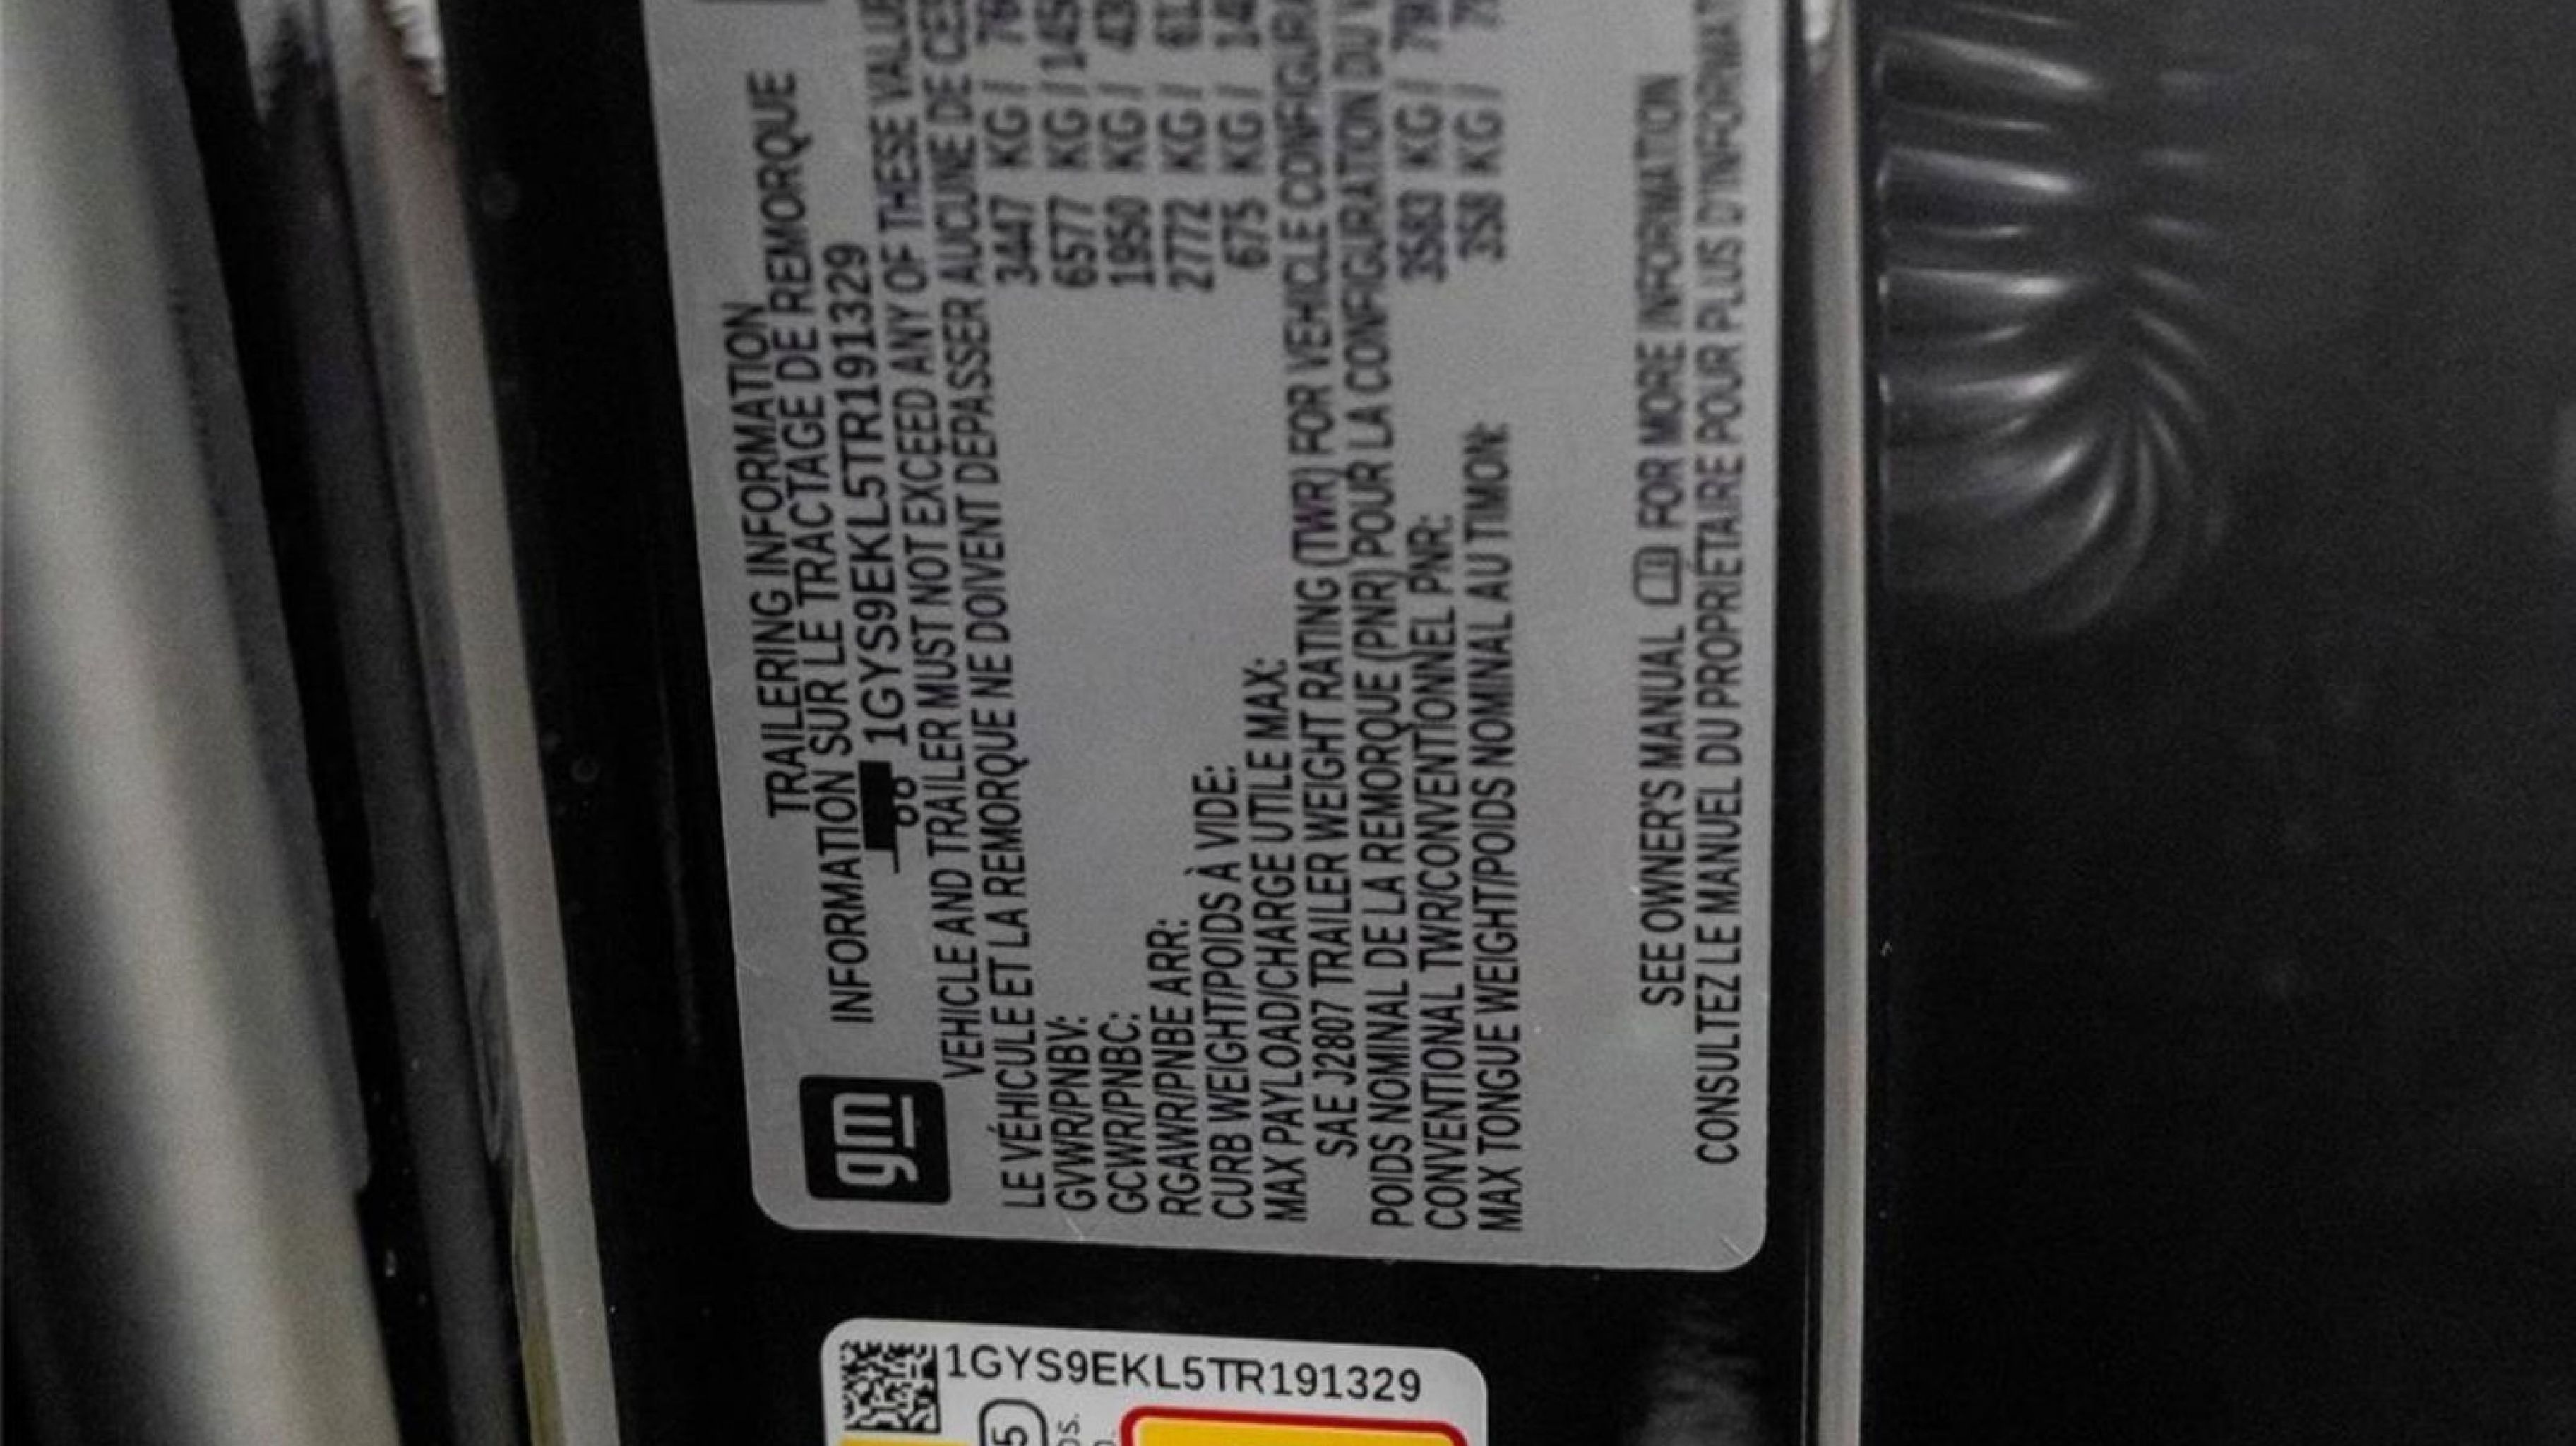 gm
TRAILERING INFORMATION
INFORMATION SUR LE TRACTAGE DE REMORQUE
1GYS9EKL5TR191329
VEHICLE AND TRAILER MUST NOT EXCEED ANY OF THESE
LE VÉHICULE ET LA REMORQUE NE DOIVENT DEPASSER AUCUNE DE
GVWR/PNBV: 3447 KG /
GCWR/PNBC: 6577 KG /
RGAWR/PNBE ARR: 1950 KG /
CURB WEIGHT/POIDS À VIDE: 2772 KG /
MAX PAYLOAD/CHARGE UTILE MAX: 675 KG /
SAE J2807 TRAILER WEIGHT RATING (TWR) FOR VEHICLE
POIDS NOMINAL DE LA REMORQUE (PNR) POUR LA CONFIGURATION DU
CONVENTIONAL TWR/CONVENTIONNEL PNR: 3583 KG /
MAX TONGUE WEIGHT/POIDS NOMINAL AU TIMON: 358 KG /
SEE OWNER'S MANUAL FOR MORE INFORMATION
CONSULTEZ LE MANUEL DU PROPRIÉTAIRE POUR PLUS
1GYS9EKL5TR191329
5